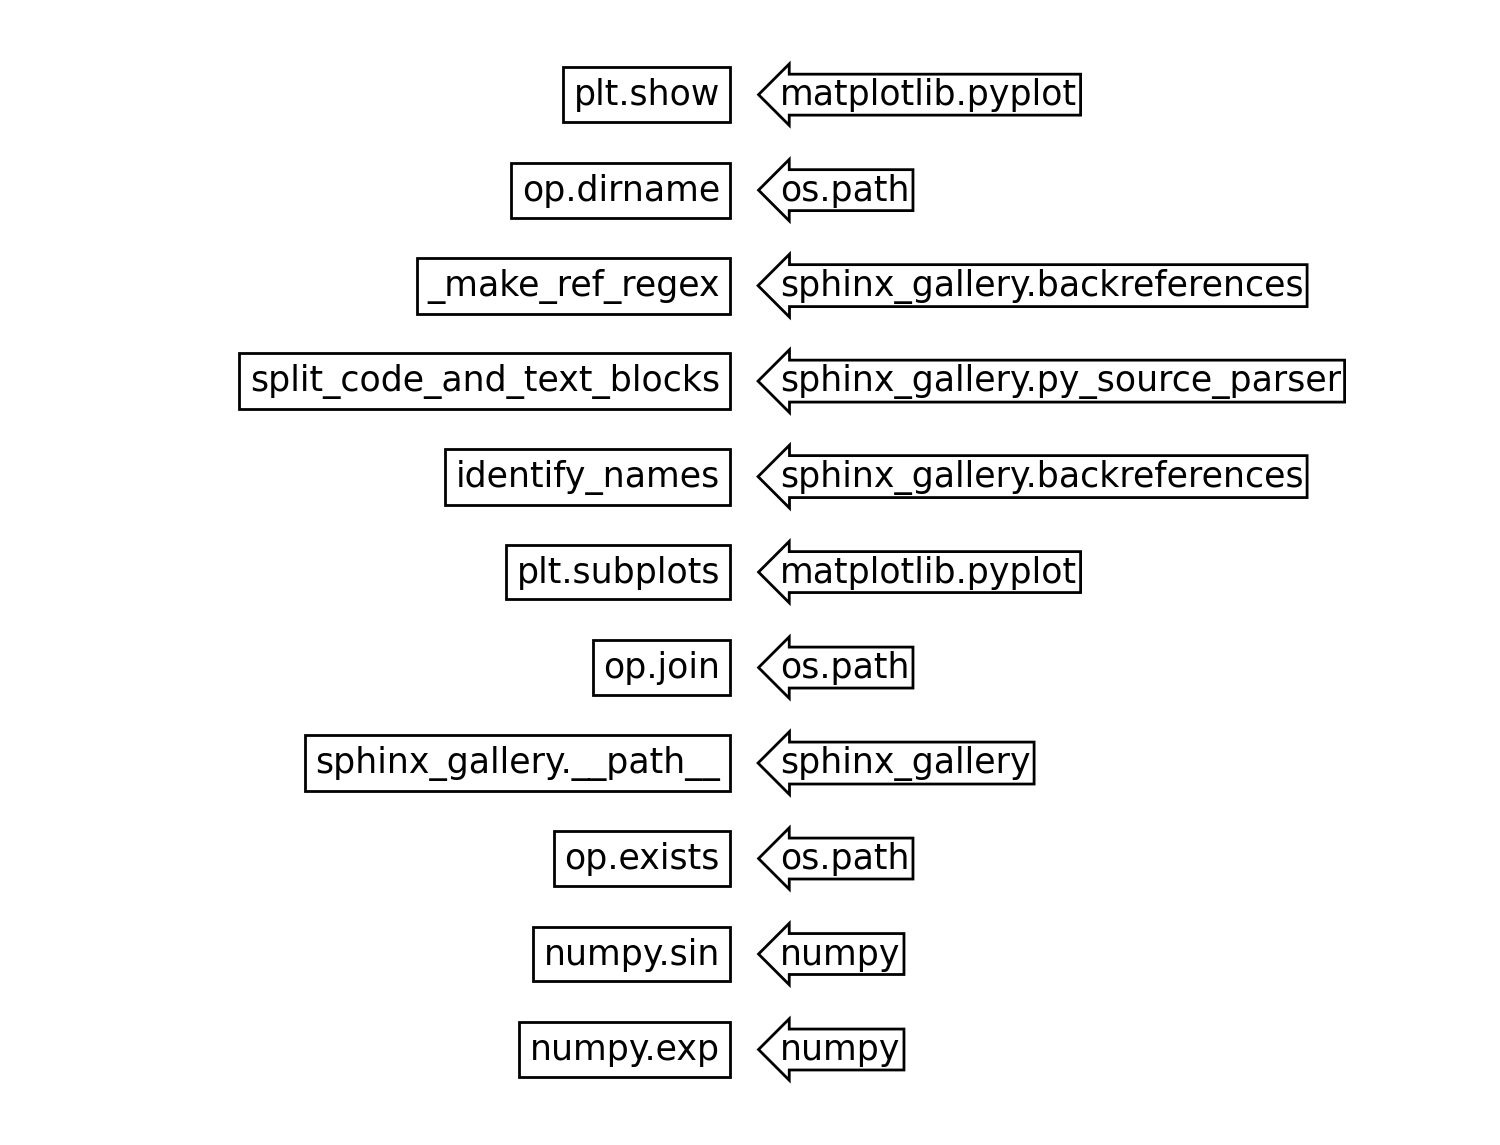 plt.show matplotlib.pyplot
op.dirname os.path
_make_ref_regex sphinx_gallery.backreferences
split_code_and_text_blocks sphinx_gallery.py_source_parser
identify_names sphinx_gallery.backreferences
plt.subplots matplotlib.pyplot
op.join os.path
sphinx_gallery.__path__ sphinx_gallery
op.exists os.path
numpy.sin numpy
numpy.exp numpy